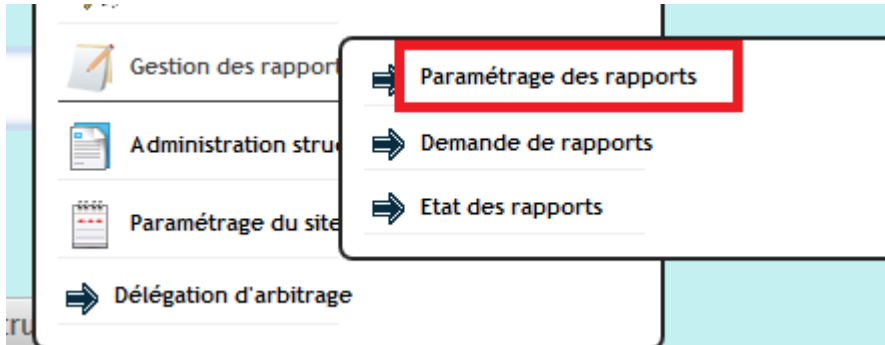 Gestion des rapport
Paramétrage des rapports
Administration stru
Demande de rapports
Paramétrage du site
Etat des rapports
Délégation d'arbitrage
tru